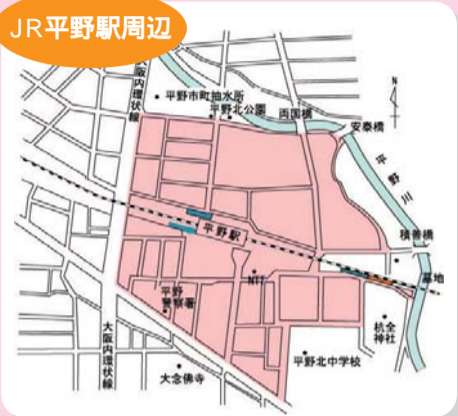 JR平野駅周辺
大阪内環状線
平野市町抽水所
平野北公園
両国橋
安泰橋
N
平野川
平野駅
積善橋
墓地
NTT
平野
警察署
杭全
神社
平野北中学校
大阪内環状線
大念佛寺